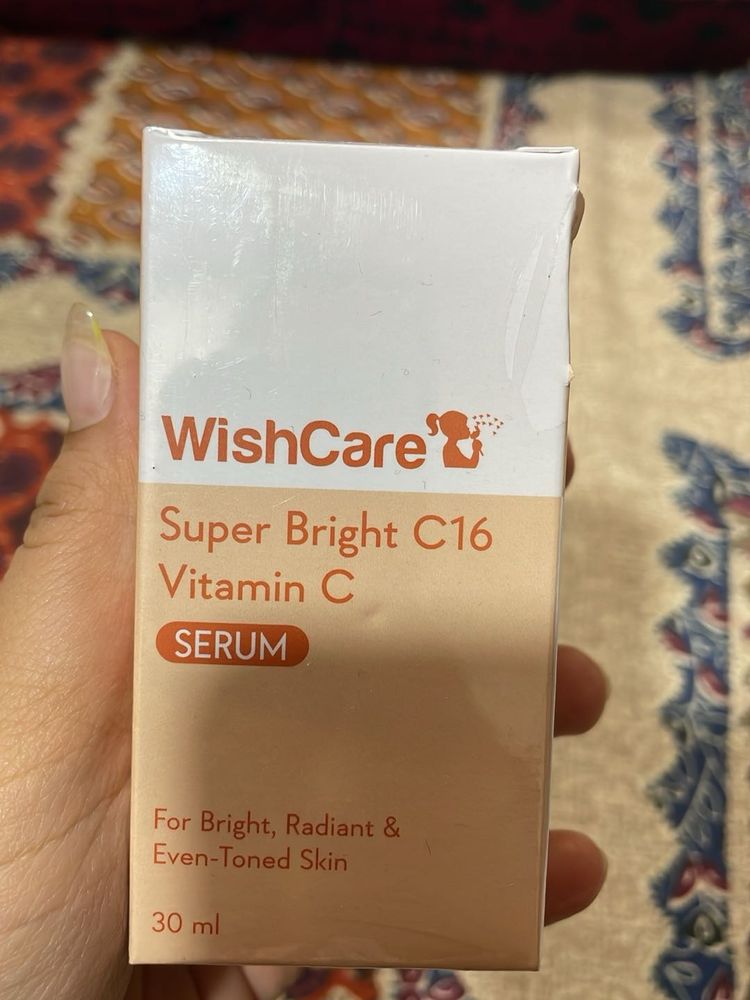 WishCare
Super Bright C16
Vitamin C
SERUM
For Bright, Radiant &
Even-Toned Skin
30 ml